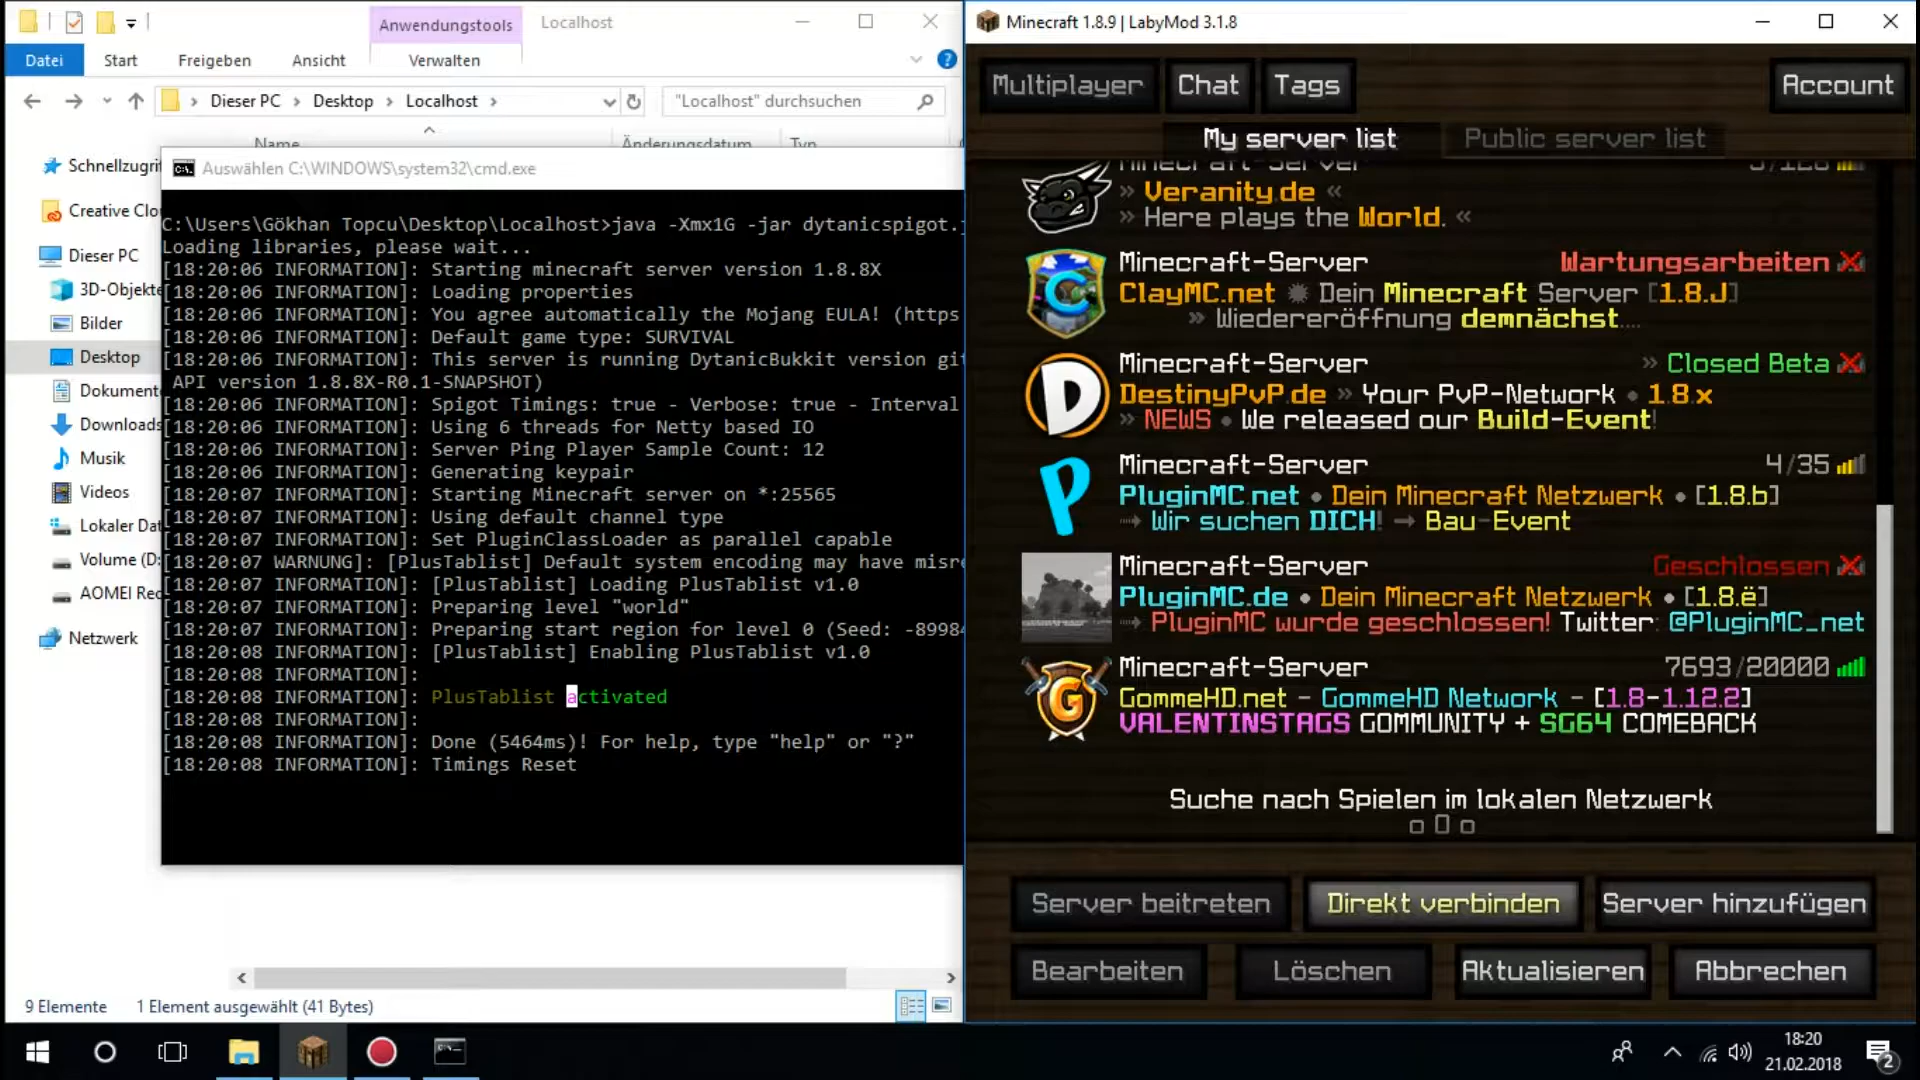 Anwendungstools
Localhost
Datei
Start
Freigeben
Ansicht
Verwalten
Dieser PC
Desktop
Localhost
"Localhost" durchsuchen
Name
Änderungsdatum
Typ
Schnellzugri
Creative Clo
Dieser PC
3D-Objekte
Bilder
Desktop
Dokument
Downloads
Musik
Videos
Lokaler Dat
Volume (D:
AOMEI Rec
Netzwerk
9 Elemente
1 Element ausgewählt (41 Bytes)
Auswählen C:\WINDOWS\system32\cmd.exe
C:\Users\Gökhan Topcu\Desktop\Localhost>java -Xmx1G -jar dytanicspigot.j
Loading libraries, please wait...
[18:20:06 INFORMATION]: Starting minecraft server version 1.8.8X
[18:20:06 INFORMATION]: Loading properties
[18:20:06 INFORMATION]: You agree automatically the Mojang EULA! (https
[18:20:06 INFORMATION]: Default game type: SURVIVAL
[18:20:06 INFORMATION]: This server is running DytanicBukkit version git
API version 1.8.8X-R0.1-SNAPSHOT)
[18:20:06 INFORMATION]: Spigot Timings: true - Verbose: true - Interval
[18:20:06 INFORMATION]: Using 6 threads for Netty based IO
[18:20:06 INFORMATION]: Server Ping Player Sample Count: 12
[18:20:06 INFORMATION]: Generating keypair
[18:20:07 INFORMATION]: Starting Minecraft server on *:25565
[18:20:07 INFORMATION]: Using default channel type
[18:20:07 INFORMATION]: Set PluginClassLoader as parallel capable
[18:20:07 WARNUNG]: [PlusTablist] Default system encoding may have misre
[18:20:07 INFORMATION]: [PlusTablist] Loading PlusTablist v1.0
[18:20:07 INFORMATION]: Preparing level "world"
[18:20:07 INFORMATION]: Preparing start region for level 0 (Seed: -89984
[18:20:08 INFORMATION]: [PlusTablist] Enabling PlusTablist v1.0
[18:20:08 INFORMATION]:
[18:20:08 INFORMATION]: PlusTablist activated
[18:20:08 INFORMATION]:
[18:20:08 INFORMATION]: Done (5464ms)! For help, type "help" or "?"
[18:20:08 INFORMATION]: Timings Reset
Minecraft 1.8.9 | LabyMod 3.1.8
Multiplayer
Chat
Tags
Account
My server list
Public server list
Minecraft-Server
» Veranity.de «
» Here plays the World. «
Minecraft-Server
Wartungsarbeiten
ClayMC.net ✹ Dein Minecraft Server [1.8.J]
» Wiedereröffnung demnächst....
Minecraft-Server
» Closed Beta
DestinyPvP.de » Your PvP-Network • 1.8.x
» NEWS • We released our Build-Event!
Minecraft-Server
4/35
PluginMC.net • Dein Minecraft Netzwerk • [1.8.b]
→ Wir suchen DICH! → Bau-Event
Minecraft-Server
Geschlossen
PluginMC.de • Dein Minecraft Netzwerk • [1.8.ë]
→ PluginMC wurde geschlossen! Twitter: @PluginMC_net
Minecraft-Server
7693/20000
GommeHD.net - GommeHD Network - [1.8-1.12.2]
VALENTINSTAGS GOMMUNITY + SG64 COMEBACK
Suche nach Spielen im lokalen Netzwerk
Server beitreten
Direkt verbinden
Server hinzufügen
Bearbeiten
Löschen
Aktualisieren
Abbrechen
18:20
21.02.2018
2